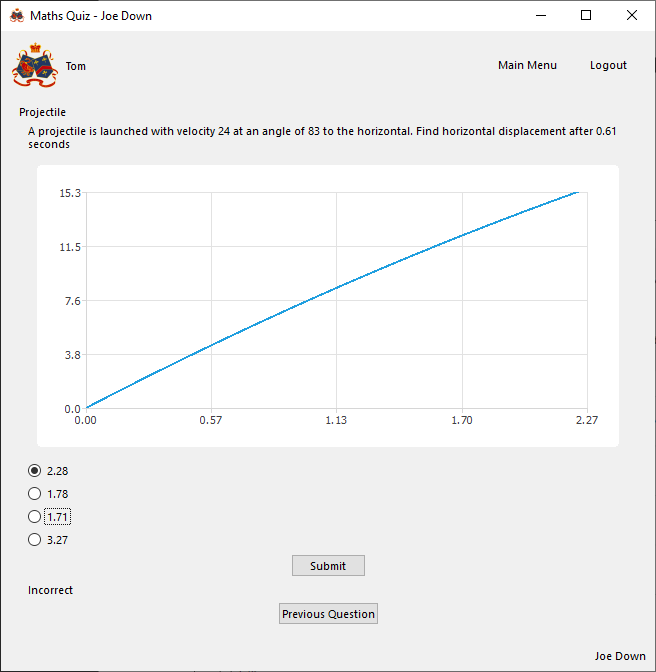 Maths Quiz - Joe Down
Tom
Main Menu
Logout
Projectile
A projectile is launched with velocity 24 at an angle of 83 to the horizontal. Find horizontal displacement after 0.61
seconds
15.3
11.5
7.6
3.8
0.0
0.00 0.57 1.13 1.70 2.27
2.28
1.78
1.71
3.27
Submit
Incorrect
Previous Question
Joe Down